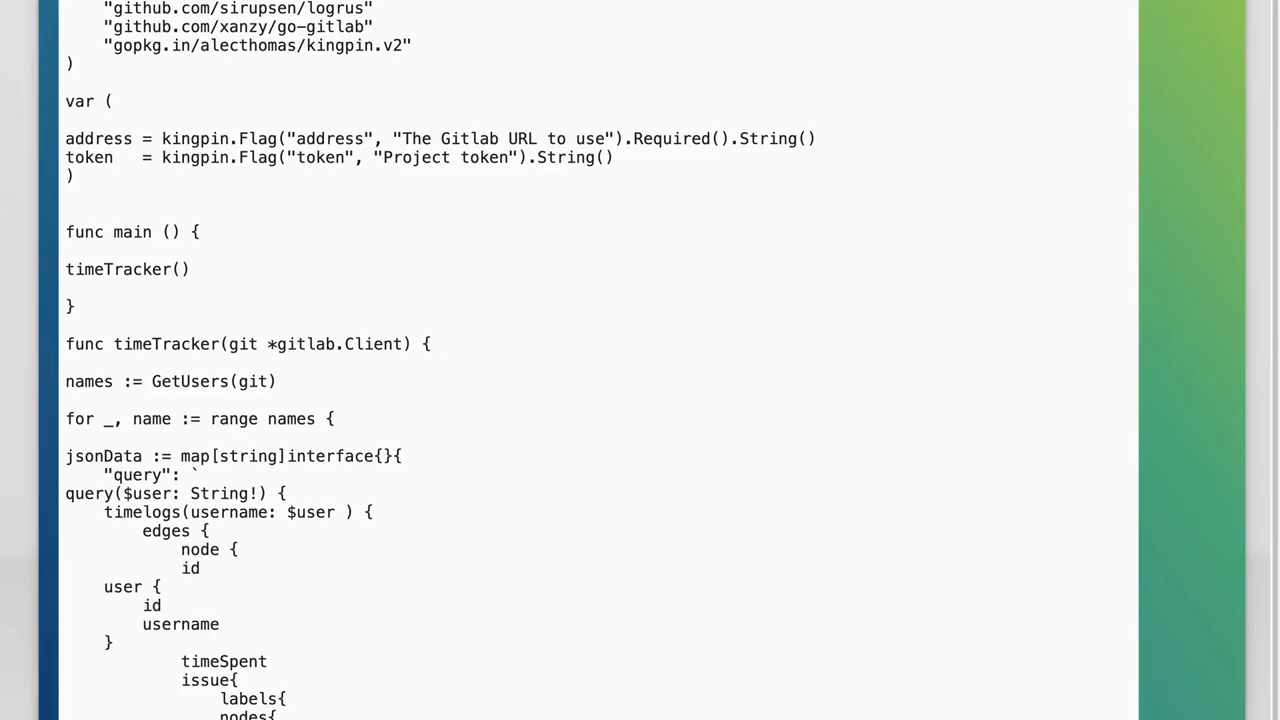 "github.com/sirupsen/logrus"
"github.com/xanzy/go-gitlab"
"gopkg.in/alecthomas/kingpin.v2"
)
var (
address = kingpin.Flag("address", "The Gitlab URL to use").Required().String()
token   = kingpin.Flag("token", "Project token").String()
)
func main () {
timeTracker()
}
func timeTracker(git *gitlab.Client) {
names := GetUsers(git)
for _, name := range names {
jsonData := map[string]interface{}{
"query": `
query($user: String!) {
timelogs(username: $user ) {
edges {
node {
id
user {
id
username
}
timeSpent
issue{
labels{
nodes{